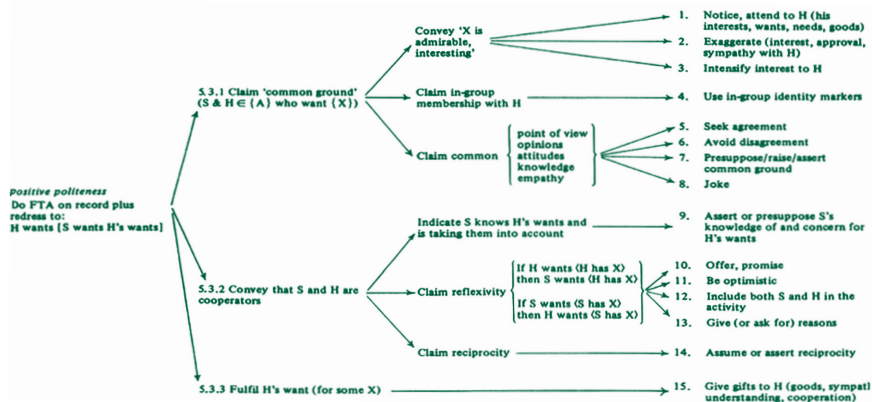 Convey 'X is
admirable,
interesting'
1. Notice, attend to H (his
interests, wants, needs, goods)
2. Exaggerate (interest, approval,
sympathy with H)
3. Intensify interest to H
5.3.1 Claim 'common ground'
(S & H ∈ {A} who want {X})
Claim in-group
membership with H
4. Use in-group identity markers
Claim common
point of view
opinions
attitudes
knowledge
empathy
5. Seek agreement
6. Avoid disagreement
7. Presuppose/raise/assert
common ground
8. Joke
Positive politeness
Do FTA on record plus
redress to:
H wants [S wants H's wants]
Indicate S knows H's wants and
is taking them into account
9. Assert or presuppose S's
knowledge of and concern for
H's wants
5.3.2 Convey that S and H are
cooperators
Claim reflexivity
If H wants (H has X)
then S wants (H has X)
If S wants (S has X)
then H wants (S has X)
10. Offer, promise
11. Be optimistic
12. Include both S and H in the
activity
13. Give (or ask for) reasons
Claim reciprocity
14. Assume or assert reciprocity
5.3.3 Fulfil H's want (for some X)
15. Give gifts to H (goods,
understanding, cooperation)